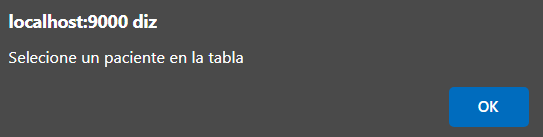 localhost:9000 diz
Selecione un paciente en la tabla
OK